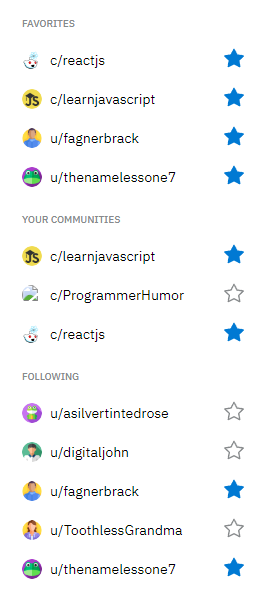 FAVORITES
c/reactjs
c/learnjavascript
u/fagnerbrack
u/thenamelessone7
YOUR COMMUNITIES
c/learnjavascript
c/ProgrammerHumor
c/reactjs
FOLLOWING
u/asilvertintedrose
u/digitaljohn
u/fagnerbrack
u/ToothlessGrandma
u/thenamelessone7